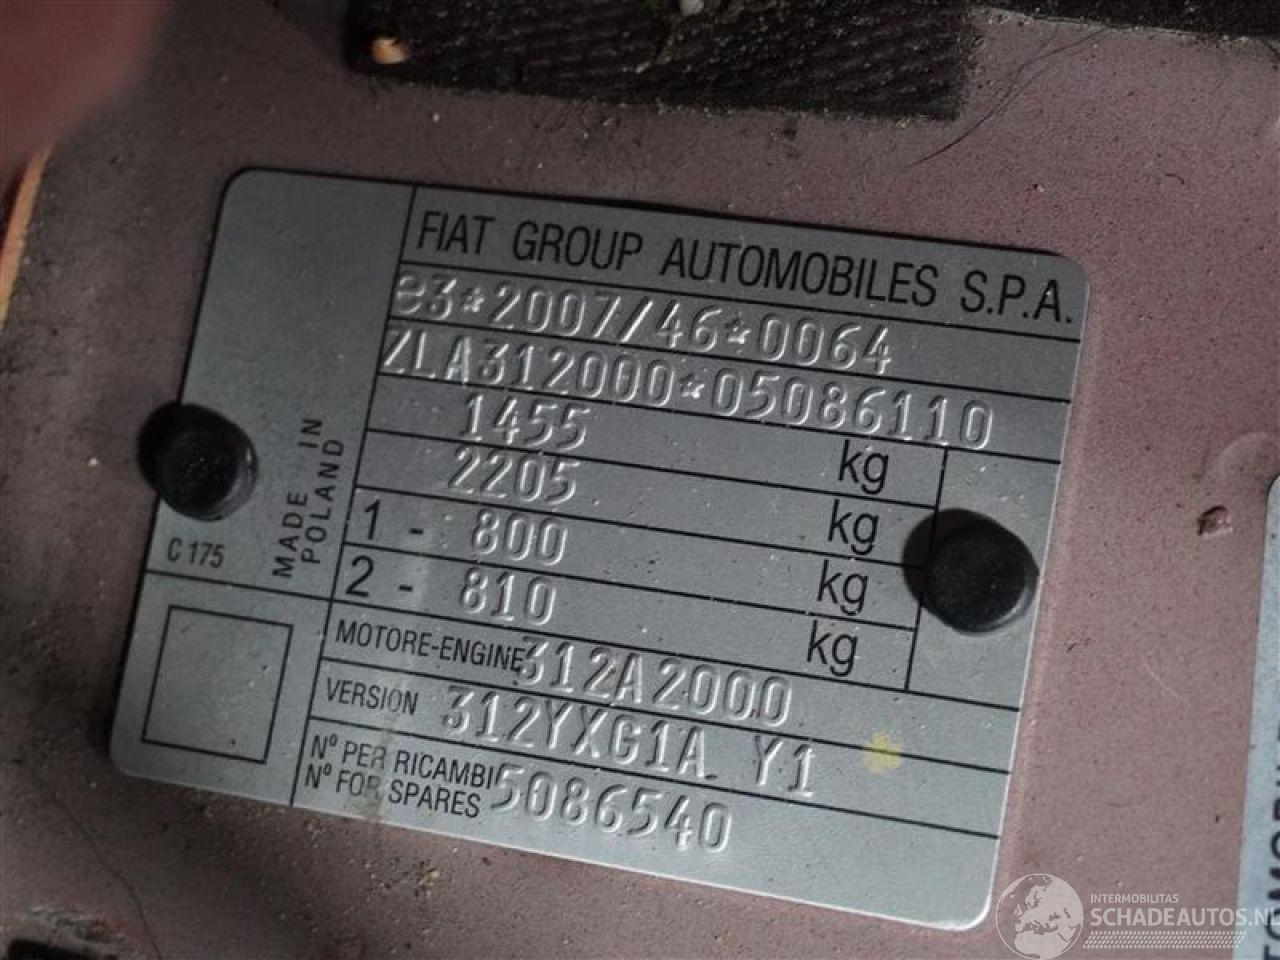 FIAT GROUP AUTOMOBILES S.P.A.
e3*2007/46*0064
ZLA312000*05086110
1455 kg
2205 kg
1 - 800 kg
2 - 810 kg
MOTORE-ENGINE 312A2000
VERSION 312YXG1A Y1
N° PER RICAMBI
N° FOR SPARES 5086540
MADE IN
POLAND
C 175
INTERMOBILITAS
SCHADEAUTOS.NL